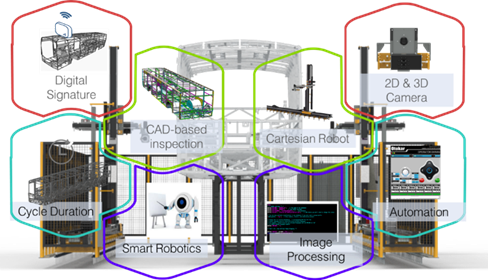 Digital
Signature
CAD-based
inspection
Cartesian Robot
2D & 3D
Camera
Cycle Duration
Smart Robotics
Image
Processing
Automation